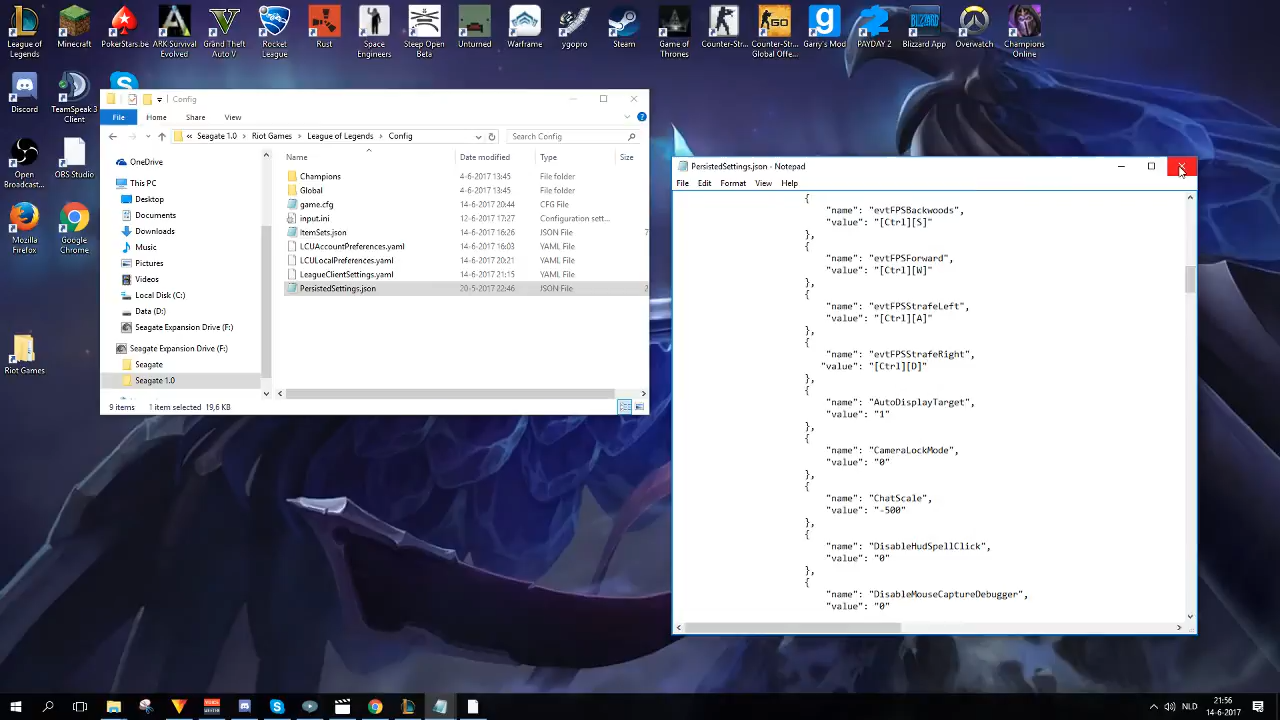 League of Legends
Minecraft
PokerStars.be
ARK Survival Evolved
Grand Theft Auto V
Rocket League
Rust
Space Engineers
Steep Open Beta
Unturned
Warframe
ygopro
Steam
Game of Thrones
Counter-Str...
Counter-Str... Global Offe...
Garry's Mod
PAYDAY 2
Blizzard App
Overwatch
Champions Online
Discord
TeamSpeak 3 Client
OBS Studio
Mozilla Firefox
Google Chrome
Riot Games
Config
File Home Share View
« Seagate 1.0 > Riot Games > League of Legends > Config
Search Config
Name Date modified Type Size
OneDrive
This PC
Desktop
Documents
Downloads
Music
Pictures
Videos
Local Disk (C:)
Data (D:)
Seagate Expansion Drive (F:)
Seagate Expansion Drive (F:)
Seagate
Seagate 1.0
Champions 4-6-2017 13:45 File folder
Global 4-6-2017 13:45 File folder
game.cfg 14-6-2017 20:44 CFG File
input.ini 12-6-2017 17:27 Configuration sett...
ItemSets.json 14-6-2017 16:26 JSON File 7
LCUAccountPreferences.yaml 14-6-2017 16:03 YAML File
LCULocalPreferences.yaml 14-6-2017 20:21 YAML File
LeagueClientSettings.yaml 14-6-2017 21:15 YAML File
PersistedSettings.json 20-5-2017 22:46 JSON File 2
9 items 1 item selected 19,6 KB
PersistedSettings.json - Notepad
File Edit Format View Help
{
"name": "evtFPSBackwoods",
"value": "[Ctrl][S]"
},
{
"name": "evtFPSForward",
"value": "[Ctrl][W]"
},
{
"name": "evtFPSStrafeLeft",
"value": "[Ctrl][A]"
},
{
"name": "evtFPSStrafeRight",
"value": "[Ctrl][D]"
},
{
"name": "AutoDisplayTarget",
"value": "1"
},
{
"name": "CameraLockMode",
"value": "0"
},
{
"name": "ChatScale",
"value": "-500"
},
{
"name": "DisableHudSpellClick",
"value": "0"
},
{
"name": "DisableMouseCaptureDebugger",
"value": "0"
NLD
21:56
14-6-2017